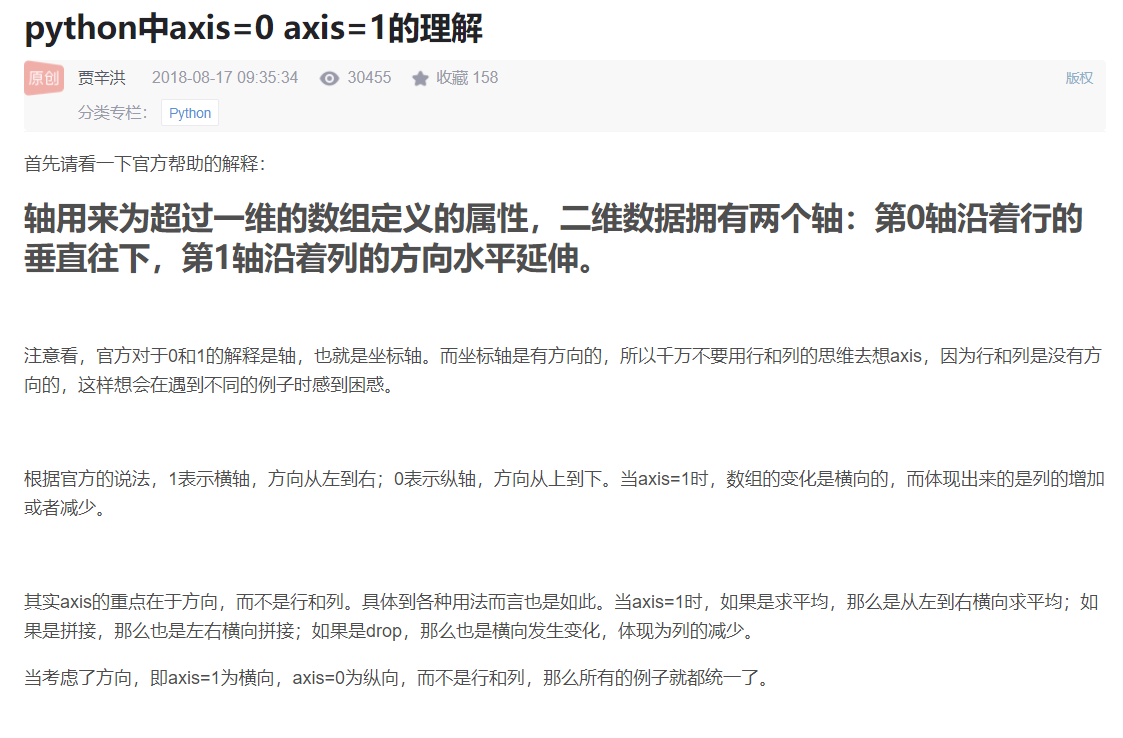 python中axis=0 axis=1的理解
原创 贾辛洪 2018-08-17 09:35:34 30455 收藏 158 版权
分类专栏： Python
首先请看一下官方帮助的解释：
轴用来为超过一维的数组定义的属性，二维数据拥有两个轴：第0轴沿着行的
垂直往下，第1轴沿着列的方向水平延伸。
注意看，官方对于0和1的解释是轴，也就是坐标轴。而坐标轴是有方向的，所以千万不要用行和列的思维去想axis，因为行和列是没有方
向的，这样想会在遇到不同的例子时感到困惑。
根据官方的说法，1表示横轴，方向从左到右；0表示纵轴，方向从上到下。当axis=1时，数组的变化是横向的，而体现出来的是列的增加
或者减少。
其实axis的重点在于方向，而不是行和列。具体到各种用法而言也是如此。当axis=1时，如果是求平均，那么是从左到右横向求平均；如
果是拼接，那么也是左右横向拼接；如果是drop，那么也是横向发生变化，体现为列的减少。
当考虑了方向，即axis=1为横向，axis=0为纵向，而不是行和列，那么所有的例子就都统一了。